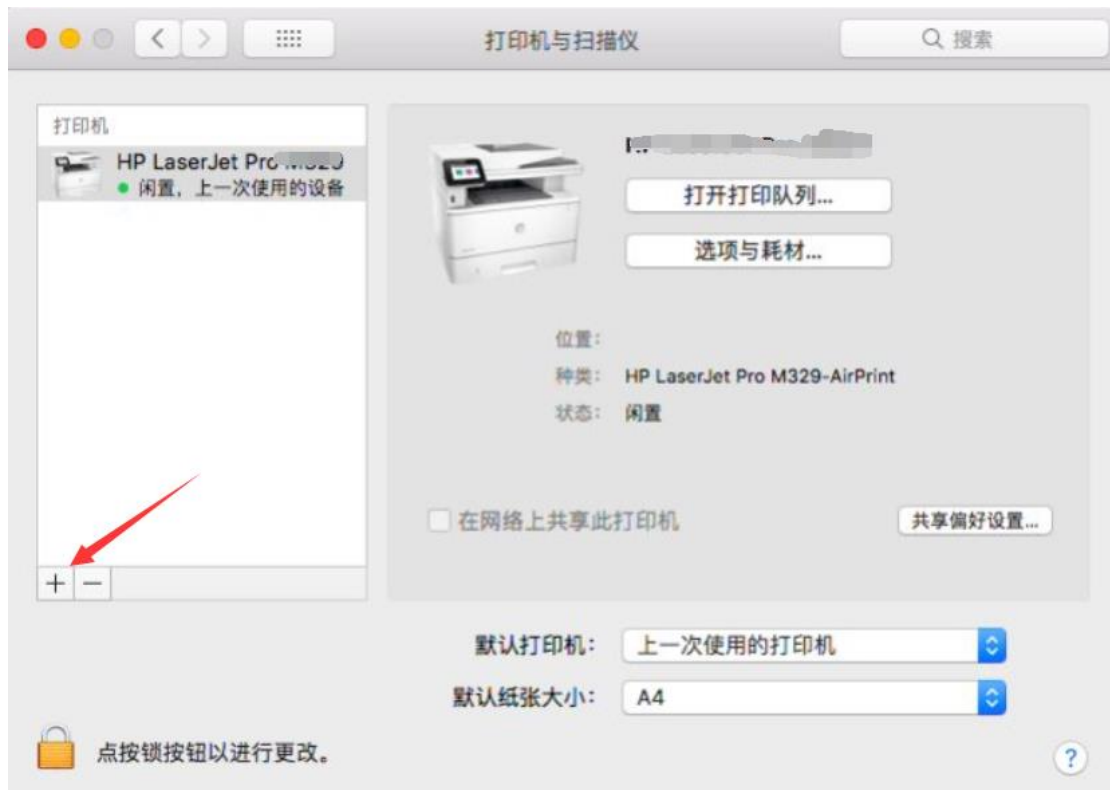 打印机与扫描仪
搜索
打印机
HP LaserJet Pro
闲置，上一次使用的设备
打开打印队列...
选项与耗材...
位置：
种类： HP LaserJet Pro M329-AirPrint
状态： 闲置
在网络上共享此打印机
共享偏好设置...
+ −
默认打印机： 上一次使用的打印机
默认纸张大小： A4
点按锁按钮以进行更改。
?